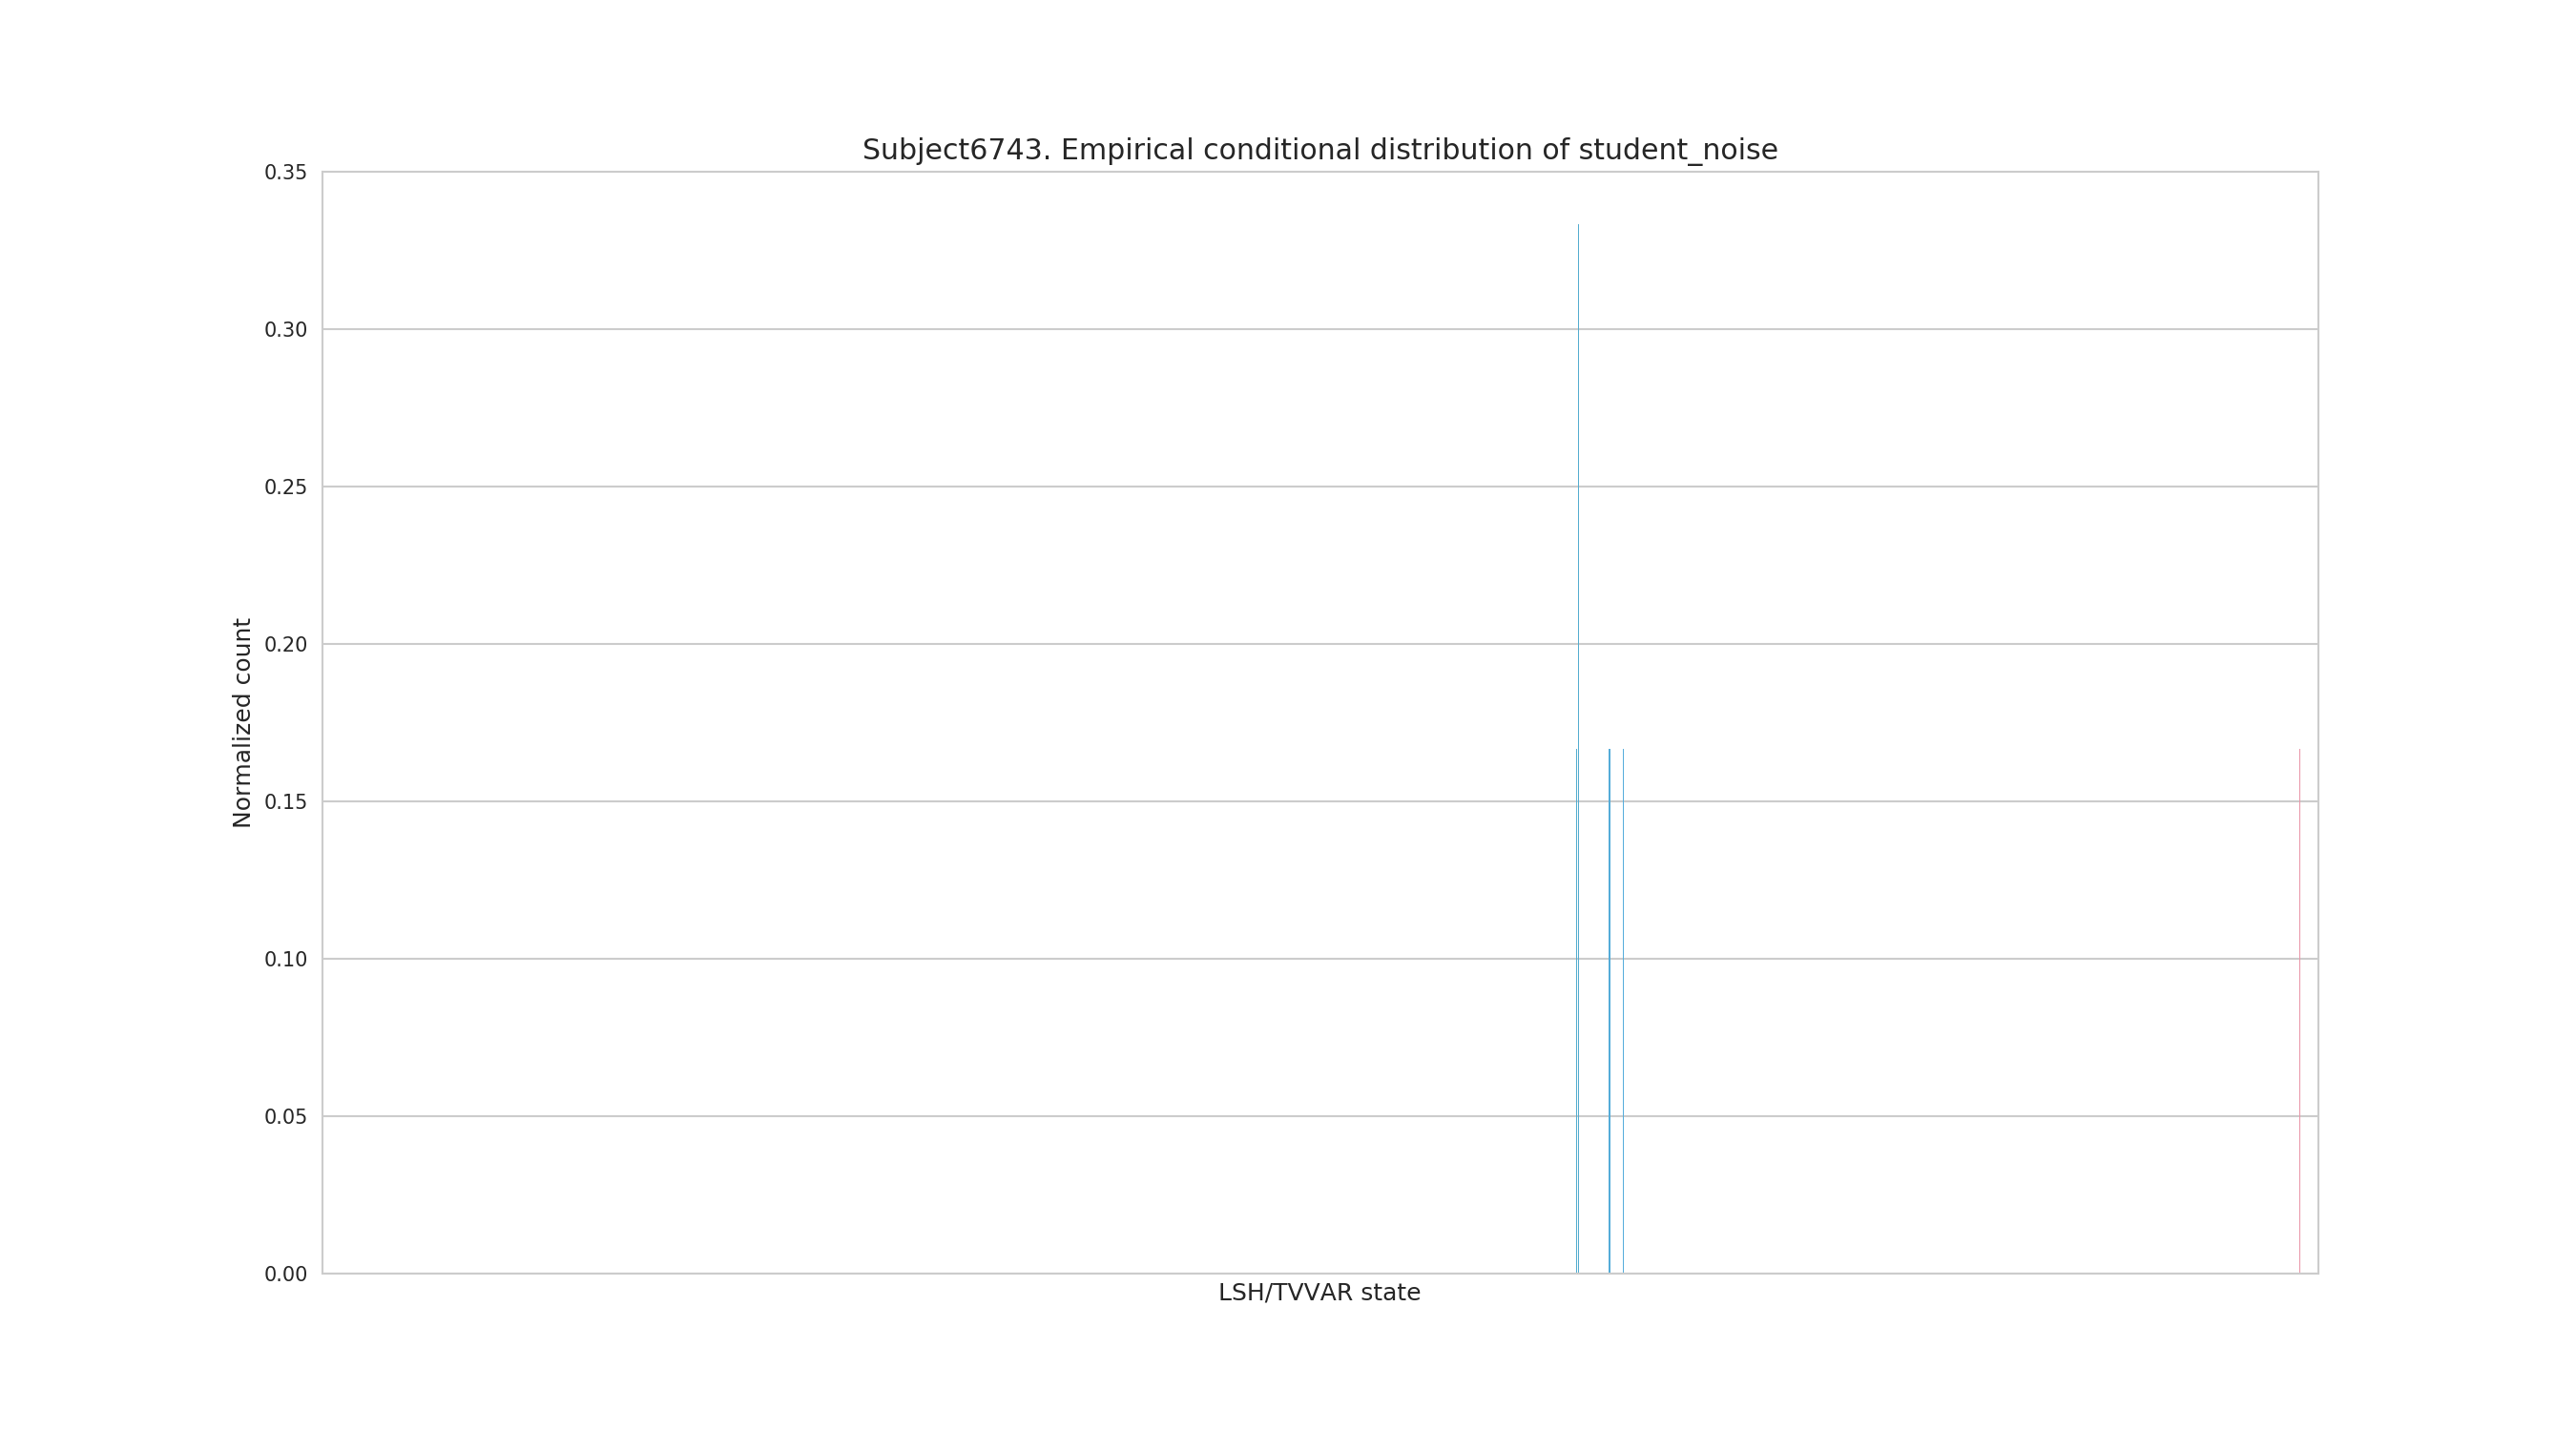 Subject6743. Empirical conditional distribution of student_noise
0.35
0.30
0.25
0.20
0.15
0.10
0.05
0.00
Normalized count
LSH/TVVAR state